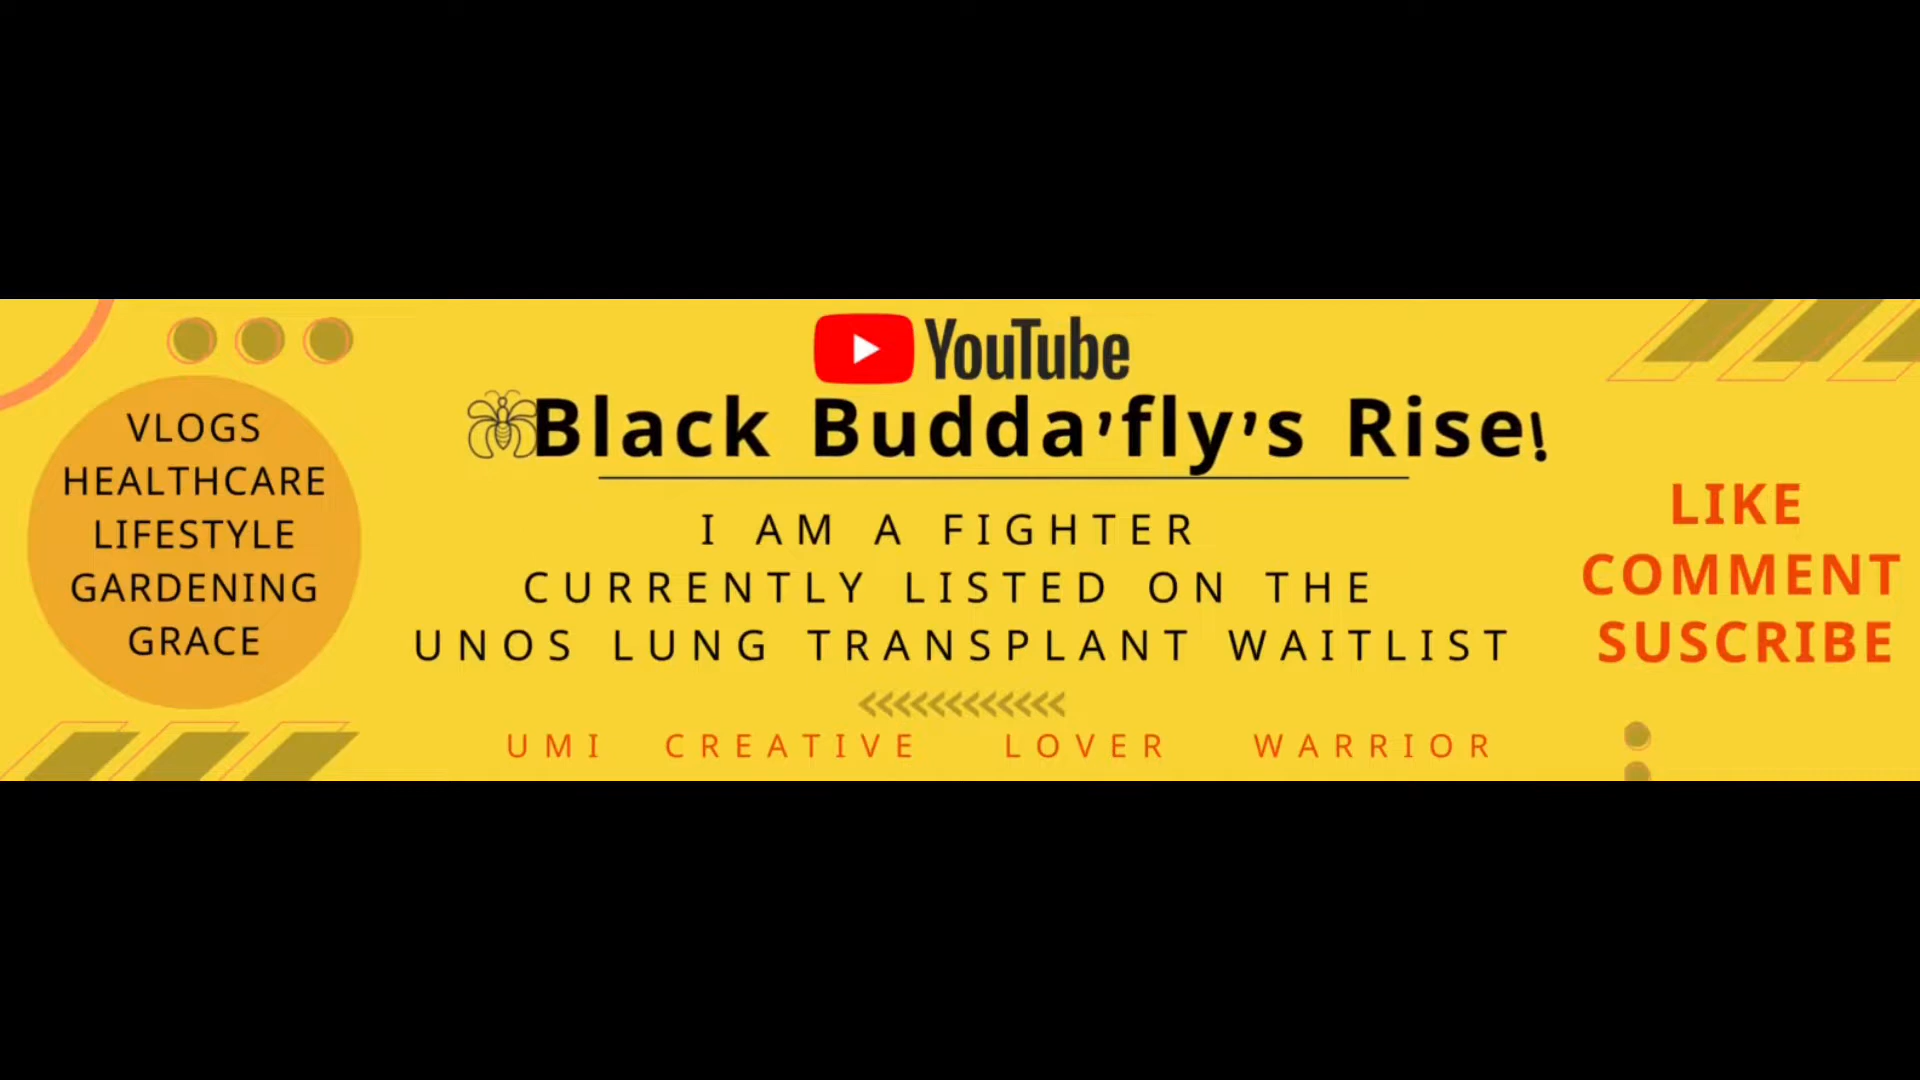 YouTube
Black Budda'fly's Rise!
VLOGS
HEALTHCARE
LIFESTYLE
GARDENING
GRACE
I AM A FIGHTER
CURRENTLY LISTED ON THE
UNOS LUNG TRANSPLANT WAITLIST
UMI CREATIVE LOVER WARRIOR
LIKE
COMMENT
SUSCRIBE